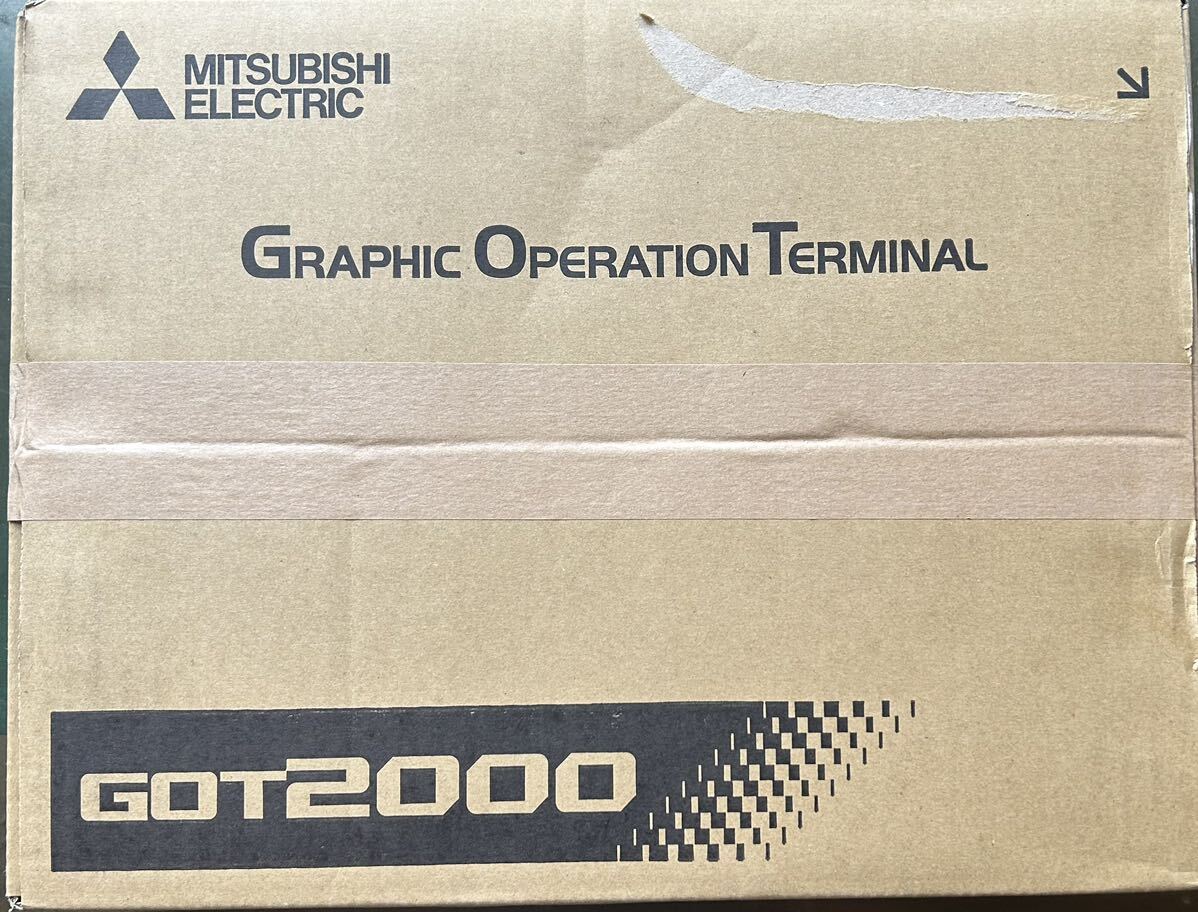 MITSUBISHI
ELECTRIC
GRAPHIC OPERATION TERMINAL
GOT2000